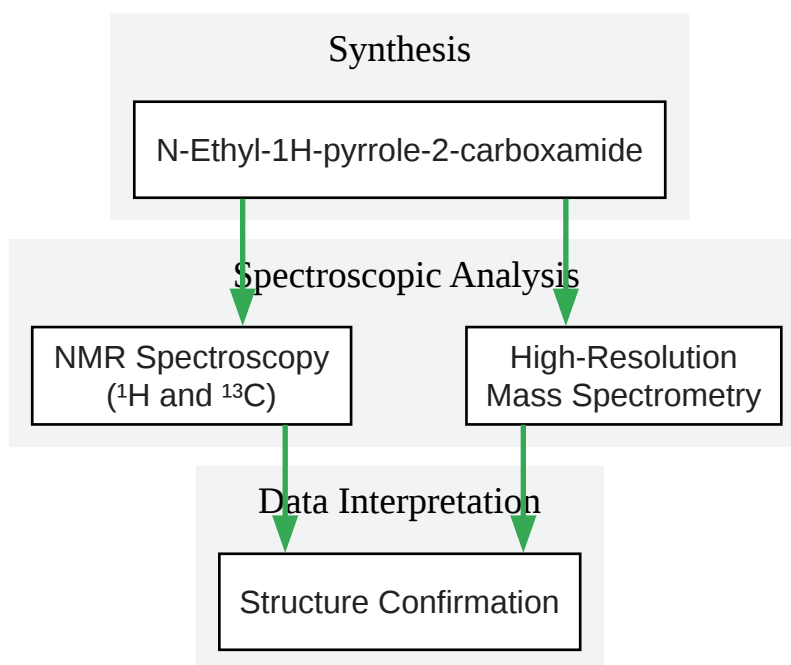 Synthesis
N-Ethyl-1H-pyrrole-2-carboxamide
Spectroscopic Analysis
NMR Spectroscopy
(¹H and ¹³C)
High-Resolution
Mass Spectrometry
Data Interpretation
Structure Confirmation